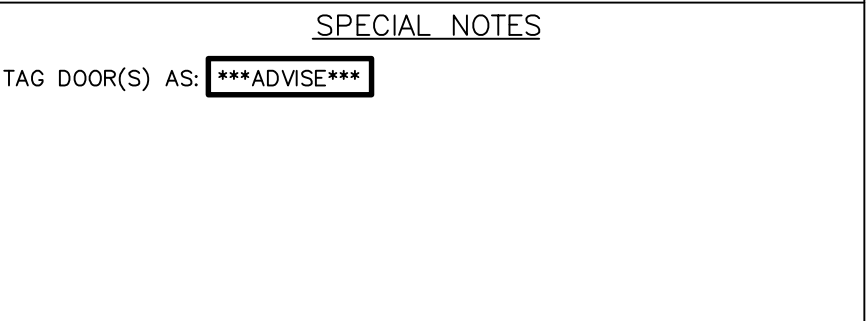 SPECIAL NOTES
TAG DOOR(S) AS: ***ADVISE***